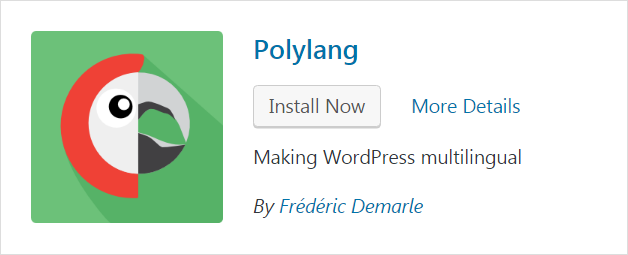 Polylang
Install Now
More Details
Making WordPress multilingual
By Frédéric Demarle